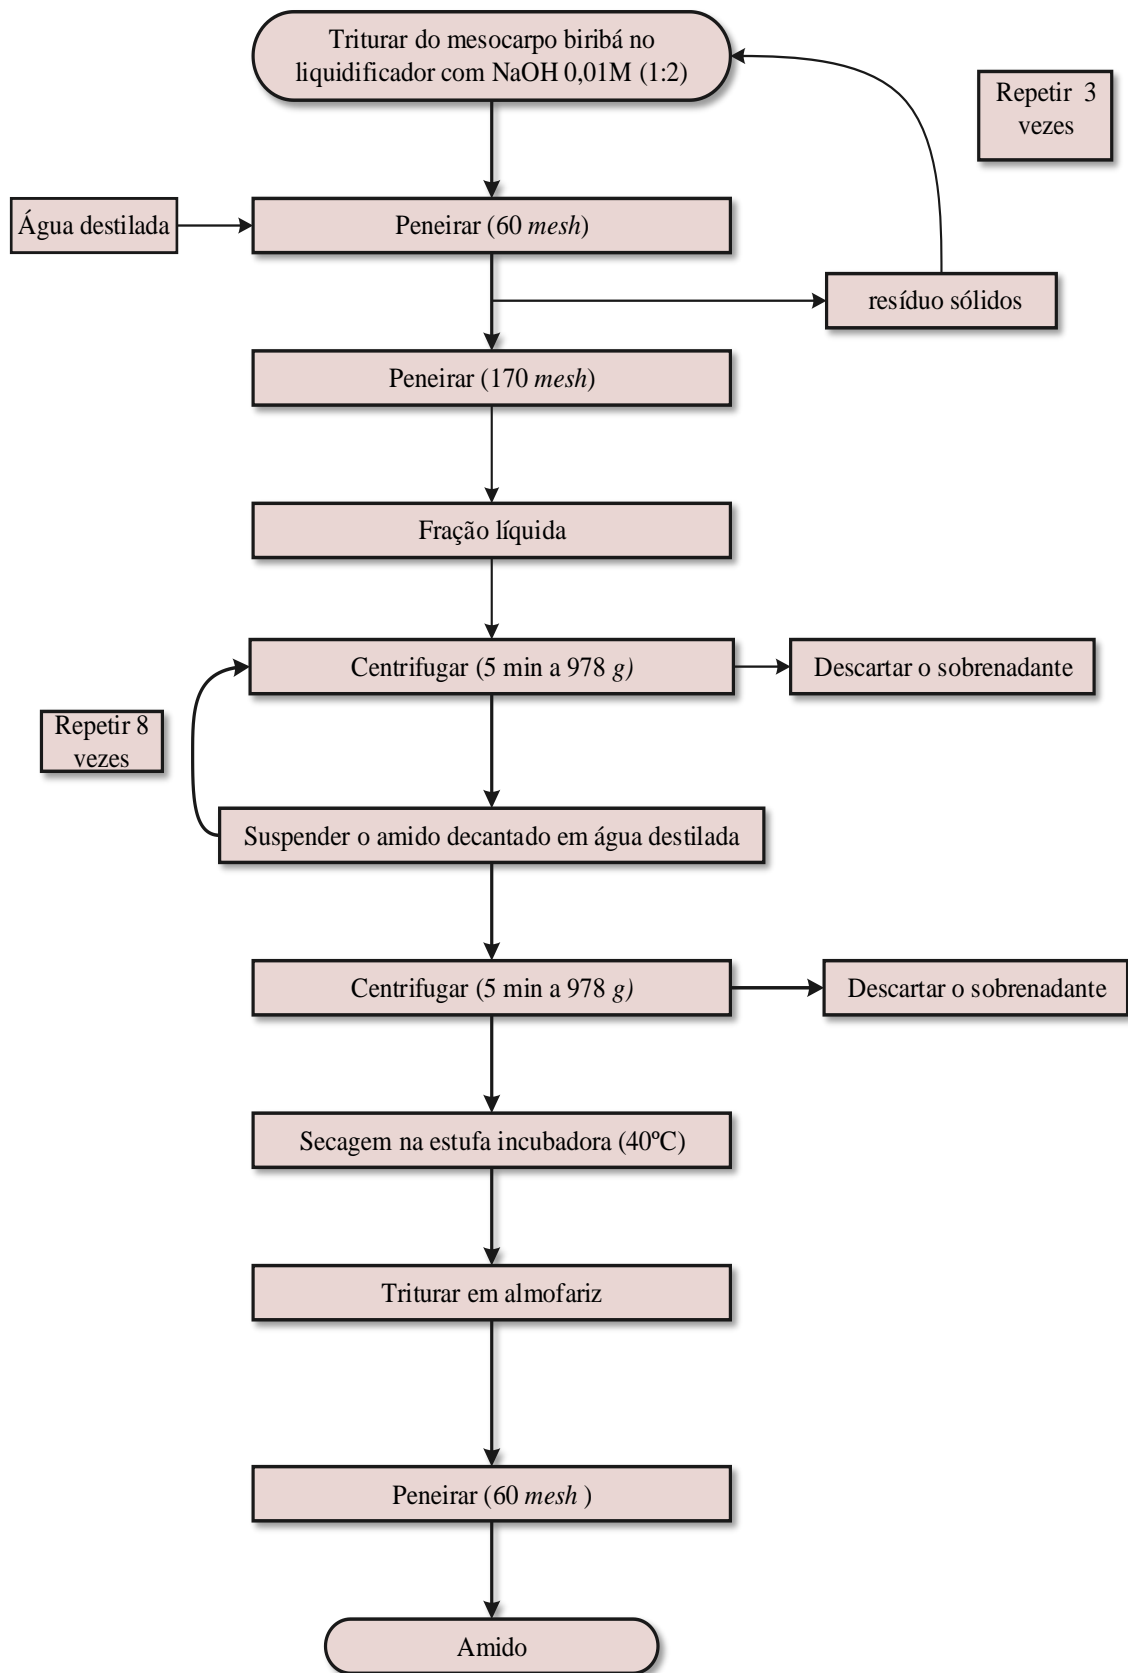 Triturar do mesocarpo biribá no
liquidificador com NaOH 0,01M (1:2)
Repetir 3
vezes
Água destilada
Peneirar (60 mesh)
resíduo sólidos
Peneirar (170 mesh)
Fração líquida
Centrifugar (5 min a 978 g)
Descartar o sobrenadante
Repetir 8
vezes
Suspender o amido decantado em água destilada
Centrifugar (5 min a 978 g)
Descartar o sobrenadante
Secagem na estufa incubadora (40ºC)
Triturar em almofariz
Peneirar (60 mesh )
Amido